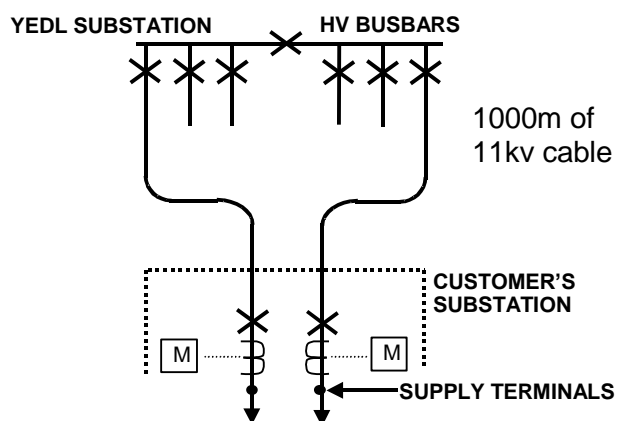 YEDL SUBSTATION
HV BUSBARS
1000m of
11kv cable
CUSTOMER'S
SUBSTATION
M
M
SUPPLY TERMINALS